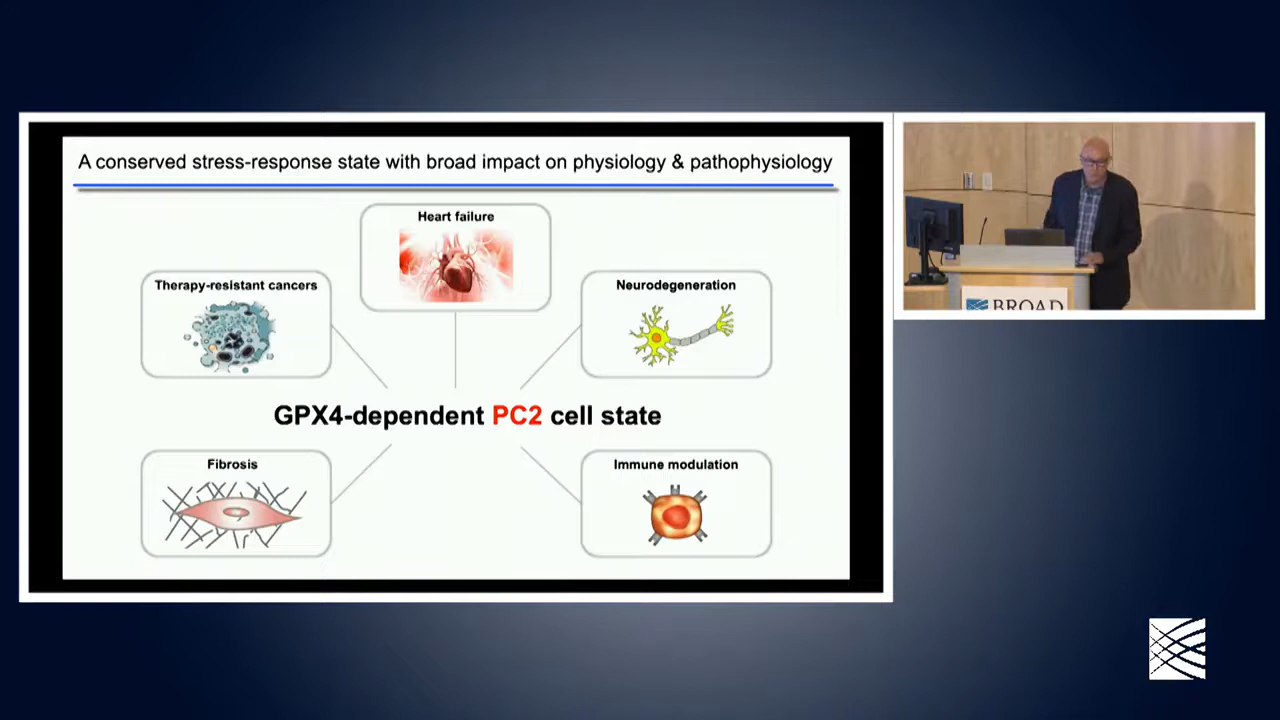 A conserved stress-response state with broad impact on physiology & pathophysiology
Heart failure
Therapy-resistant cancers
Neurodegeneration
GPX4-dependent PC2 cell state
Fibrosis
Immune modulation
BROAD